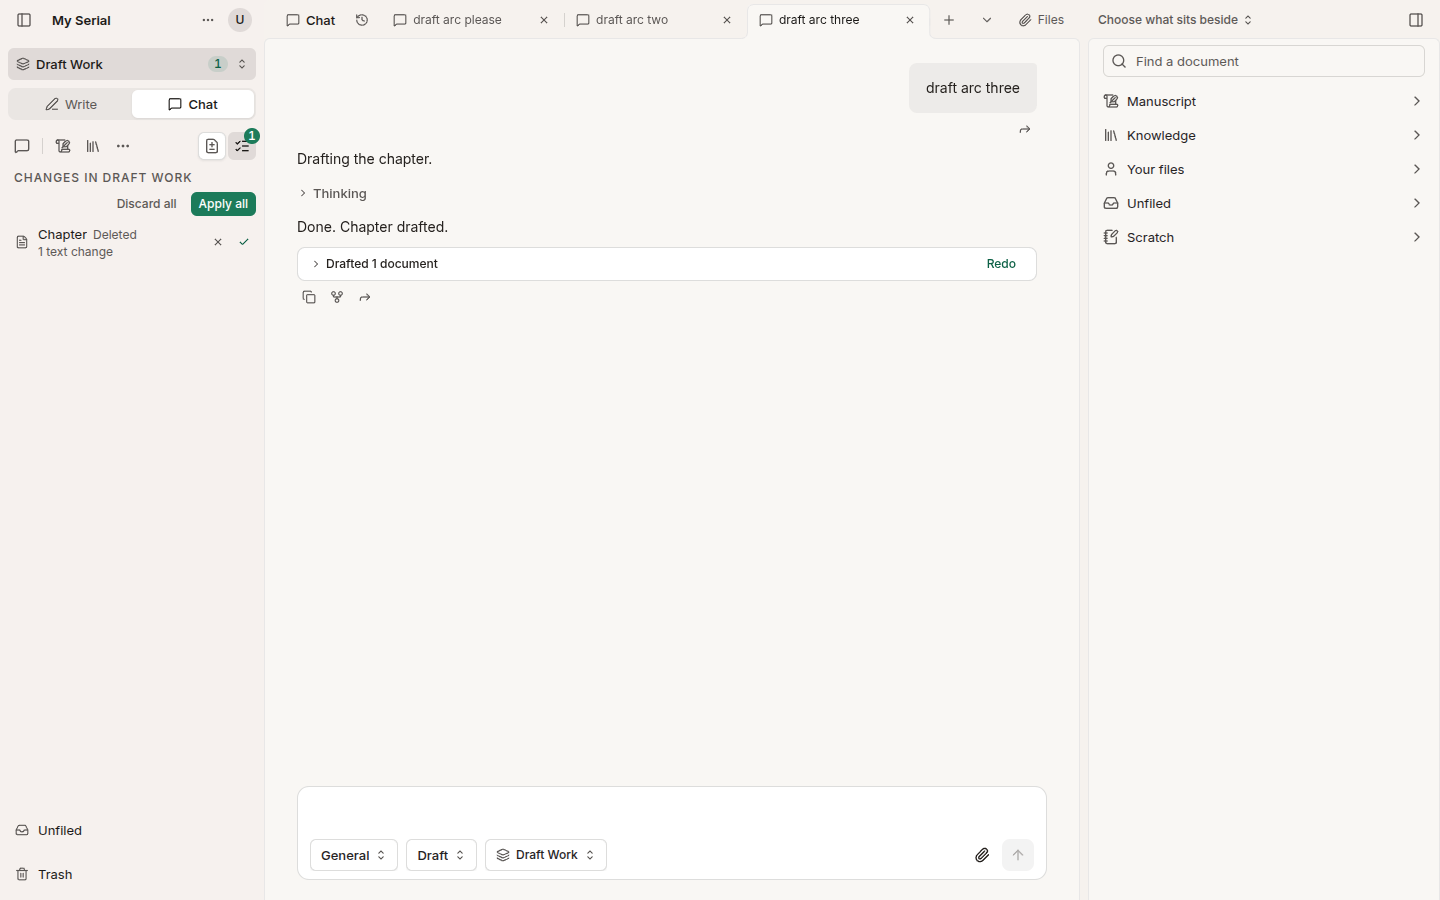 My Serial
U
Draft Work
1
Write
Chat
1
CHANGES IN DRAFT WORK
Discard all
Apply all
Chapter Deleted
1 text change
Unfiled
Trash
Chat
draft arc please
draft arc two
draft arc three
Files
draft arc three
Drafting the chapter.
Thinking
Done. Chapter drafted.
Drafted 1 document
Redo
General
Draft
Draft Work
Choose what sits beside
Find a document
Manuscript
Knowledge
Your files
Unfiled
Scratch